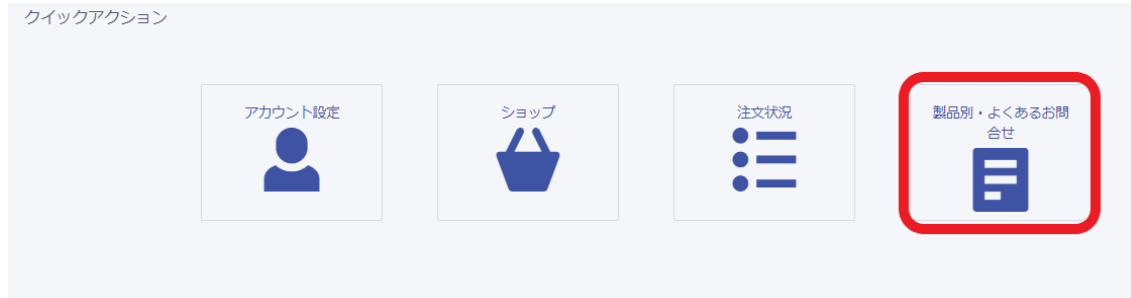 クイックアクション
アカウント設定
ショップ
注文状況
製品別・よくあるお問
合せ